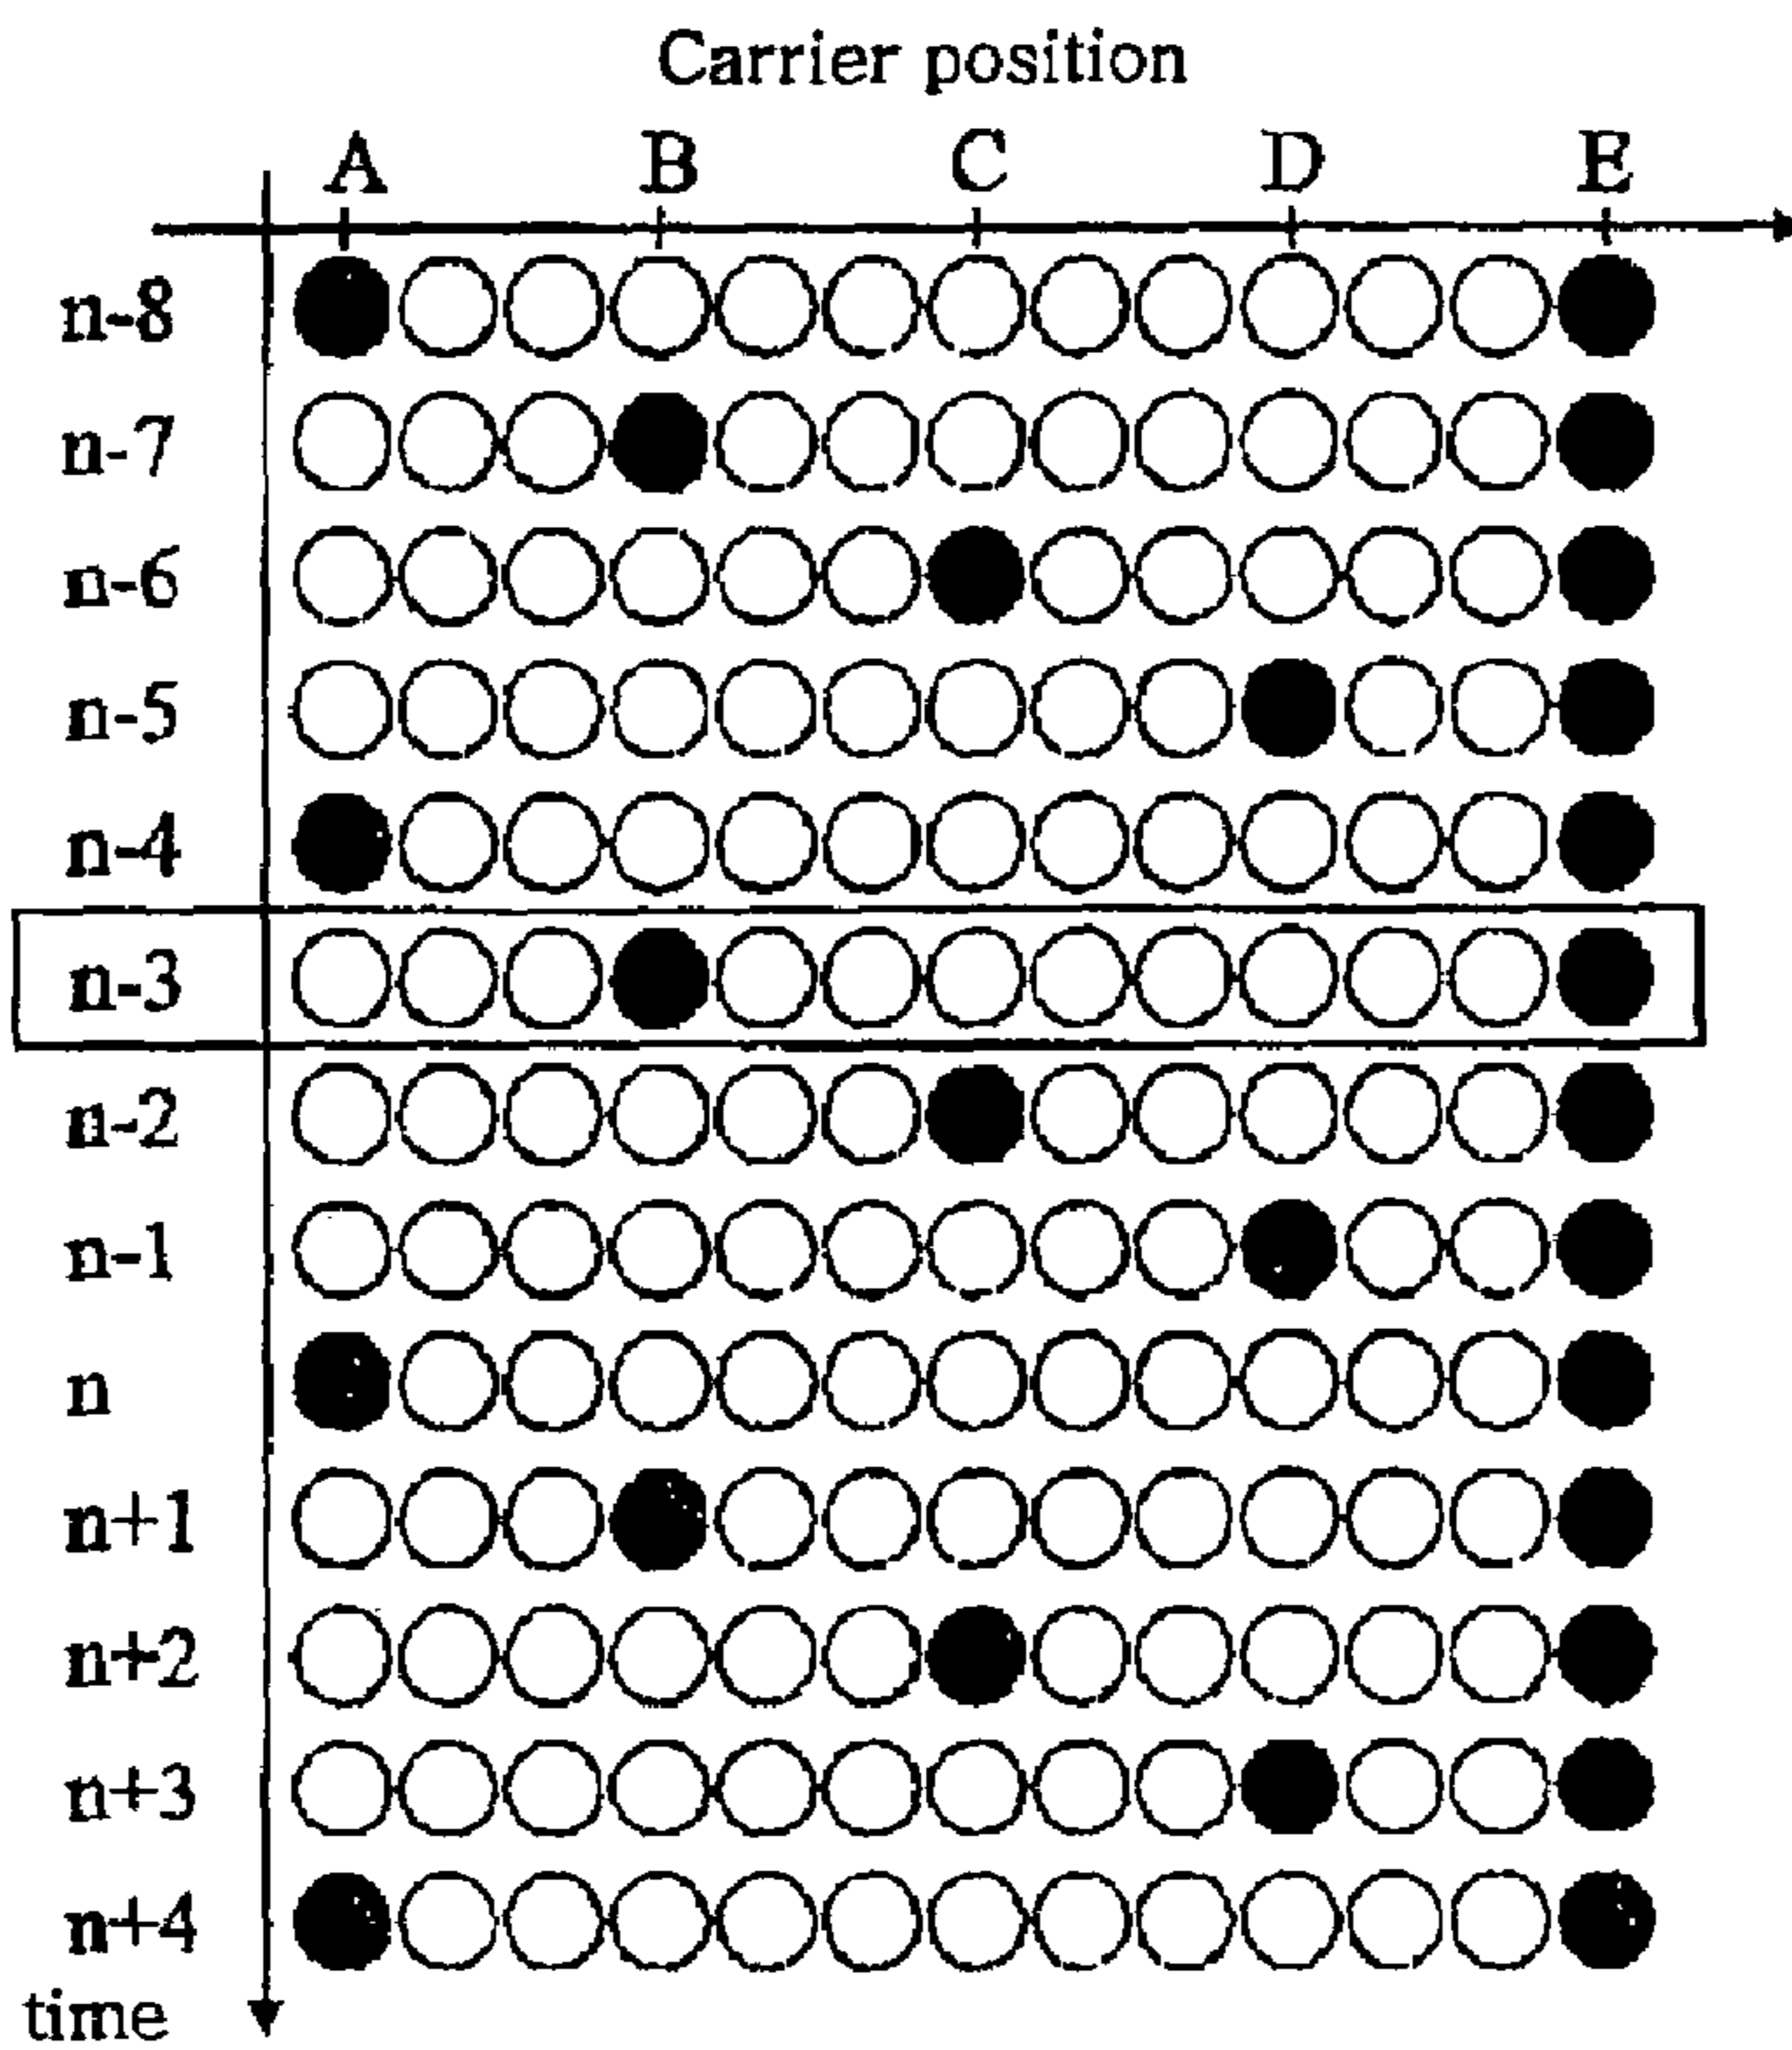 Carrier position
A B C D E
n-8
n-7
n-6
n-5
n-4
n-3
n-2
n-1
n
n+1
n+2
n+3
n+4
time